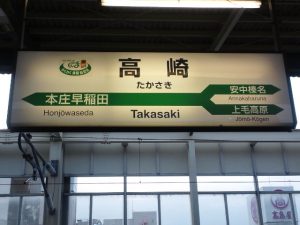 高崎
たかさき
本庄早稲田
Honjōwaseda
Takasaki
安中榛名
Annakaharuna
上毛高原
Jōmō-Kōgen